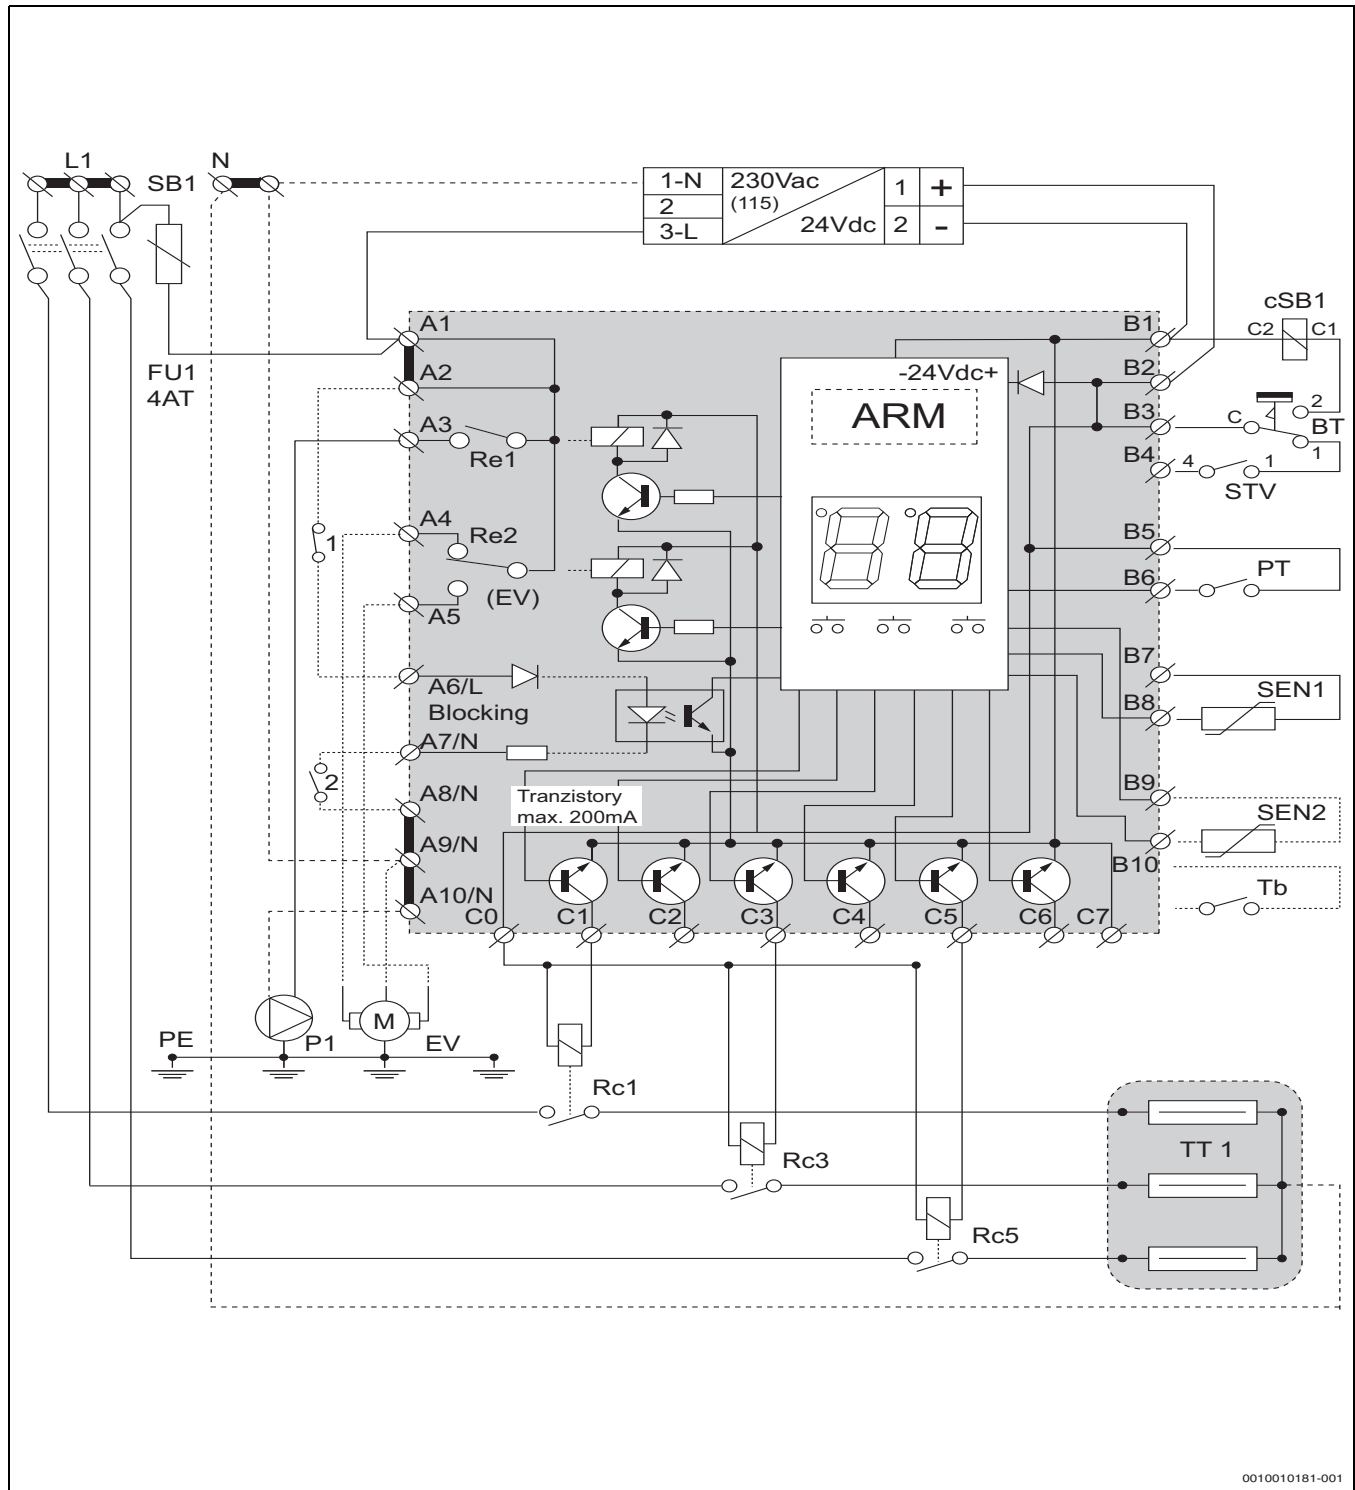 L1
N
SB1
1-N
230Vac
1
+
2
(115)
3-L
24Vdc
2
-
cSB1
A1
B1
C2
C1
FU1
4AT
A2
-24Vdc+
B2
ARM
2
A3
B3
C
BT
Re1
B4
4
1
1
STV
A4
Re2
B5
1
PT
(EV)
B6
A5
B7
A6/L
SEN1
Blocking
B8
A7/N
2
B9
A8/N
Tranzistory
max. 200mA
SEN2
A9/N
B10
A10/N
Tb
C0
C1
C2
C3
C4
C5
C6
C7
M
PE
P1
EV
Rc1
TT 1
Rc3
Rc5
0010010181-001